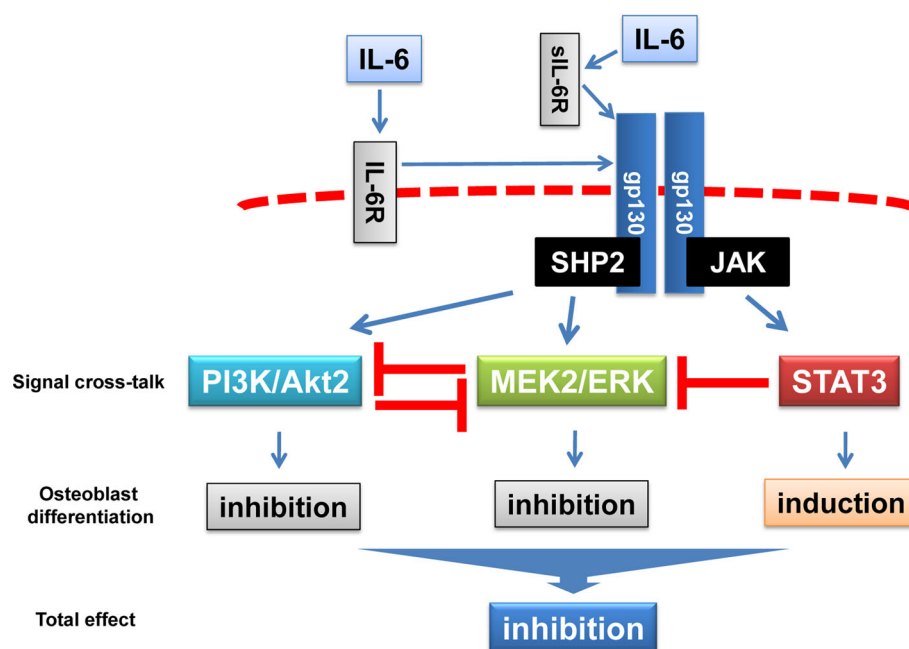 IL-6
IL-6
sIL-6R
IL-6R
gp130
gp130
SHP2
JAK
Signal cross-talk
PI3K/Akt2
MEK2/ERK
STAT3
Osteoblast
differentiation
inhibition
inhibition
induction
Total effect
inhibition